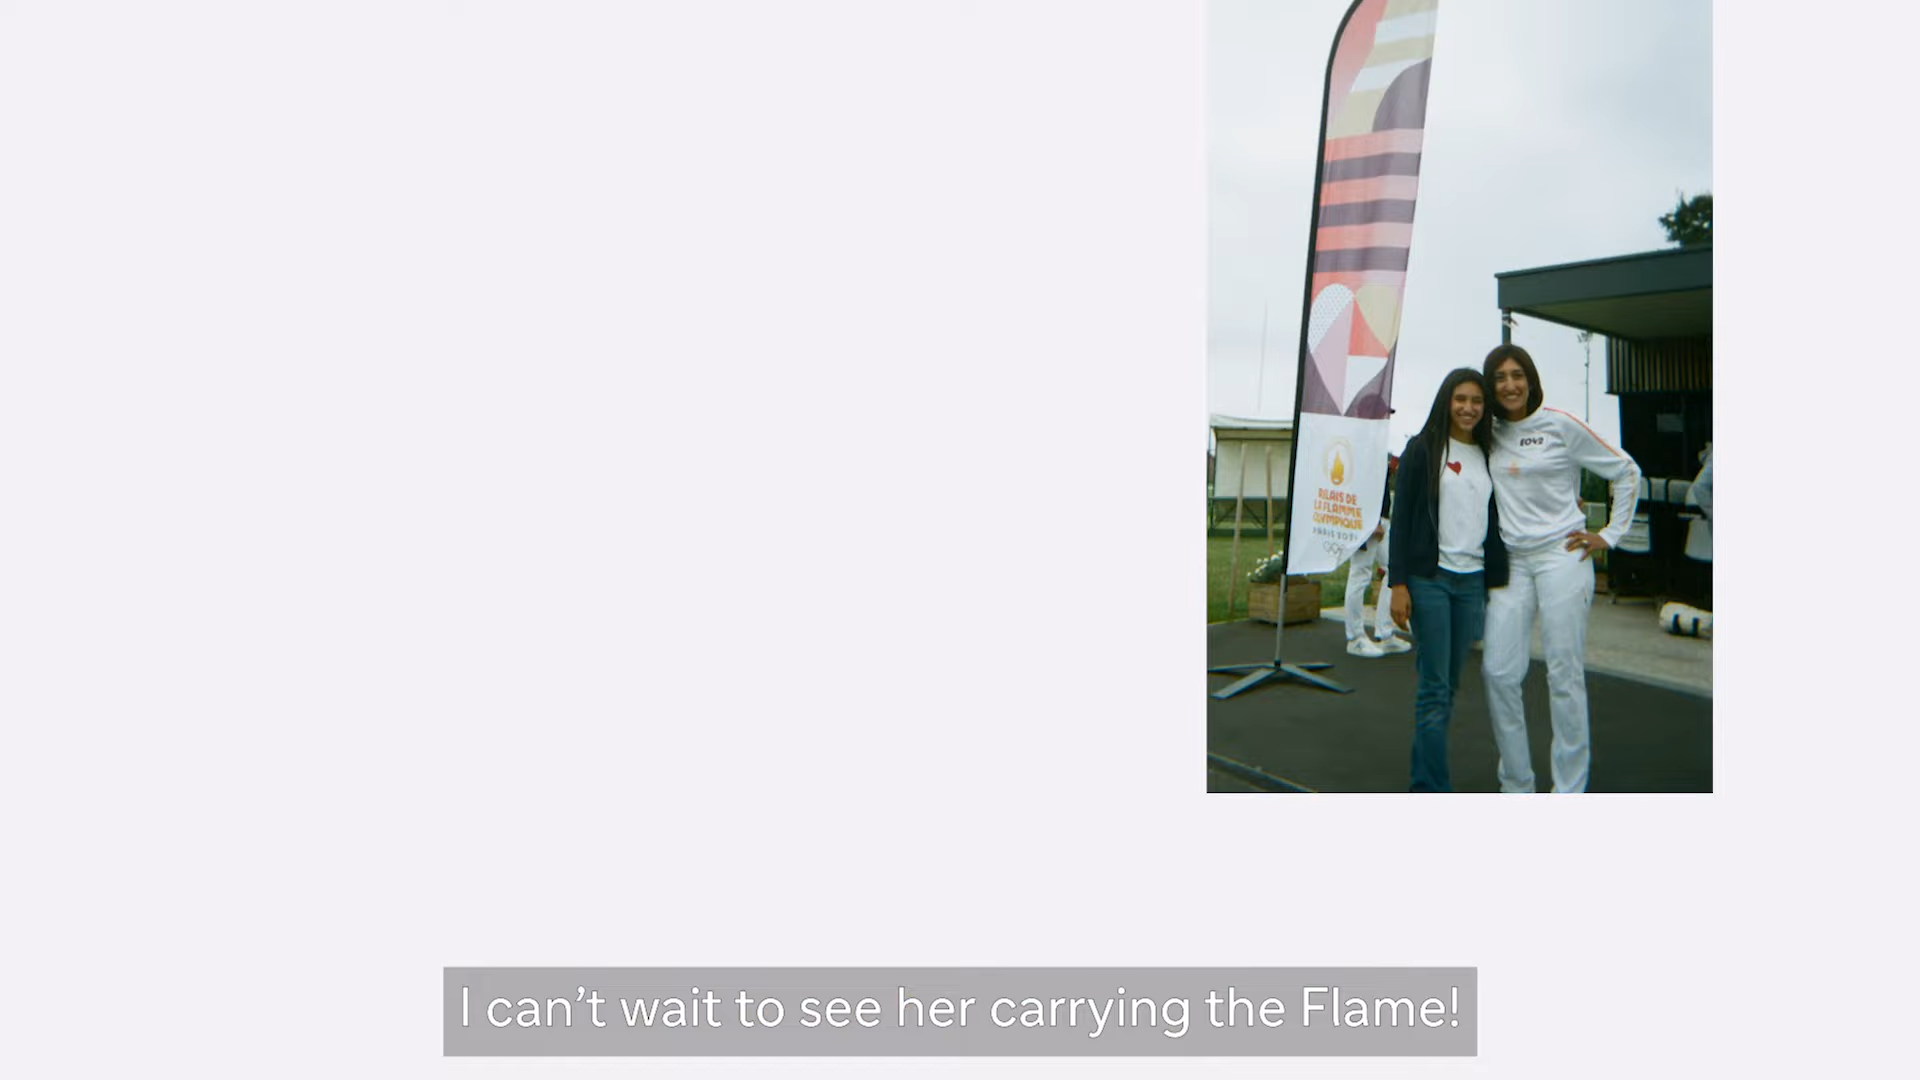 RELAIS DE
LA FLAMME
OLYMPIQUE
PARIS 2024
I can’t wait to see her carrying the Flame!